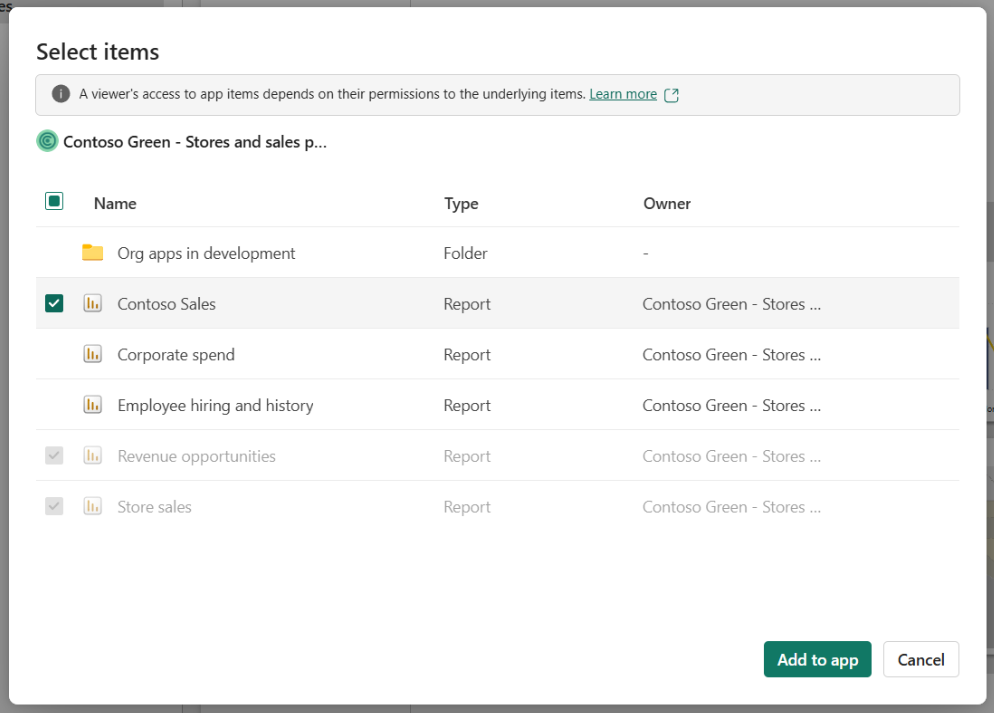 Select items
A viewer's access to app items depends on their permissions to the underlying items. Learn more
Contoso Green - Stores and sales p...
Name Type Owner
Org apps in development Folder -
Contoso Sales Report Contoso Green - Stores ...
Corporate spend Report Contoso Green - Stores ...
Employee hiring and history Report Contoso Green - Stores ...
Revenue opportunities Report Contoso Green - Stores ...
Store sales Report Contoso Green - Stores ...
Add to app Cancel